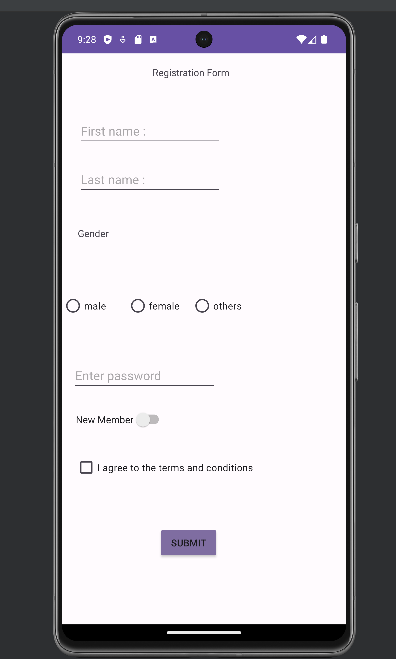 9:28
Registration Form
First name :
Last name :
Gender
male female others
Enter password
New Member
I agree to the terms and conditions
SUBMIT